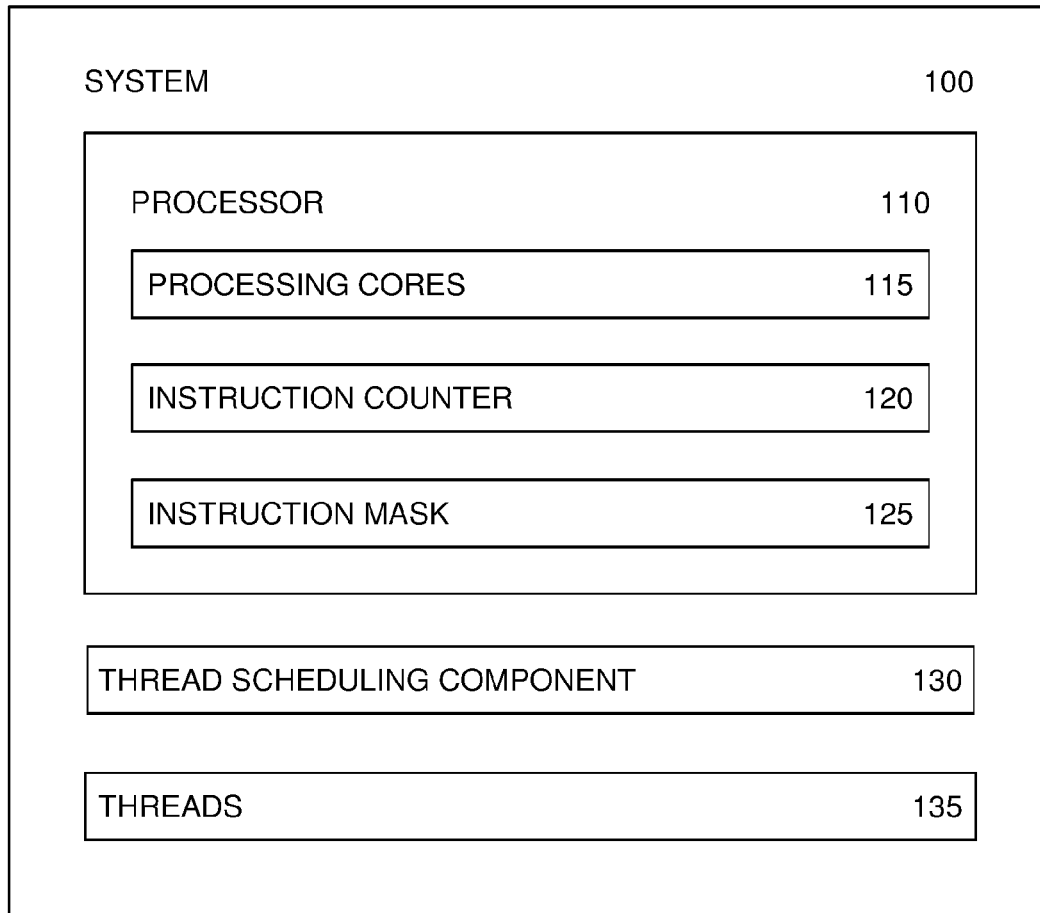 SYSTEM 100
PROCESSOR 110
PROCESSING CORES 115
INSTRUCTION COUNTER 120
INSTRUCTION MASK 125
THREAD SCHEDULING COMPONENT 130
THREADS 135